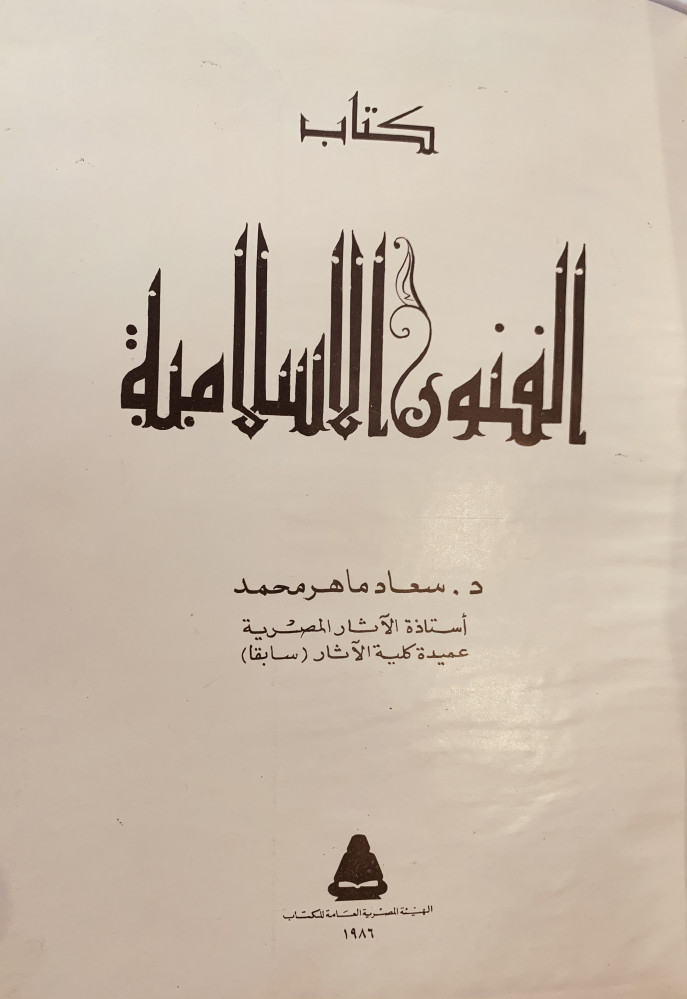 كتاب
الفنون الإسلامية
د. سعاد ماهر محمد
أستاذة الآثار المصرية
عميدة كلية الآثار (سابقا)
الهيئة المصرية العامة للكتاب
١٩٨٦